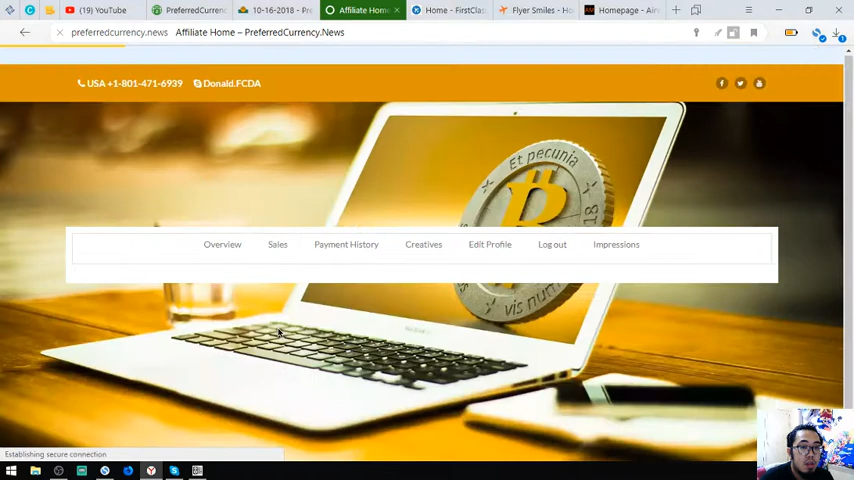 (19) YouTube
PreferredCurrenc
10-16-2018 - Pr
Affiliate Home
Home - FirstClas
Flyer Smiles - Ho
Homepage - Air
preferredcurrency.news Affiliate Home – PreferredCurrency.News
USA +1-801-471-6939 Donald.FCDA
Et pecunia
18
Overview Sales Payment History Creatives Edit Profile Log out Impressions
vis num
Establishing secure connection